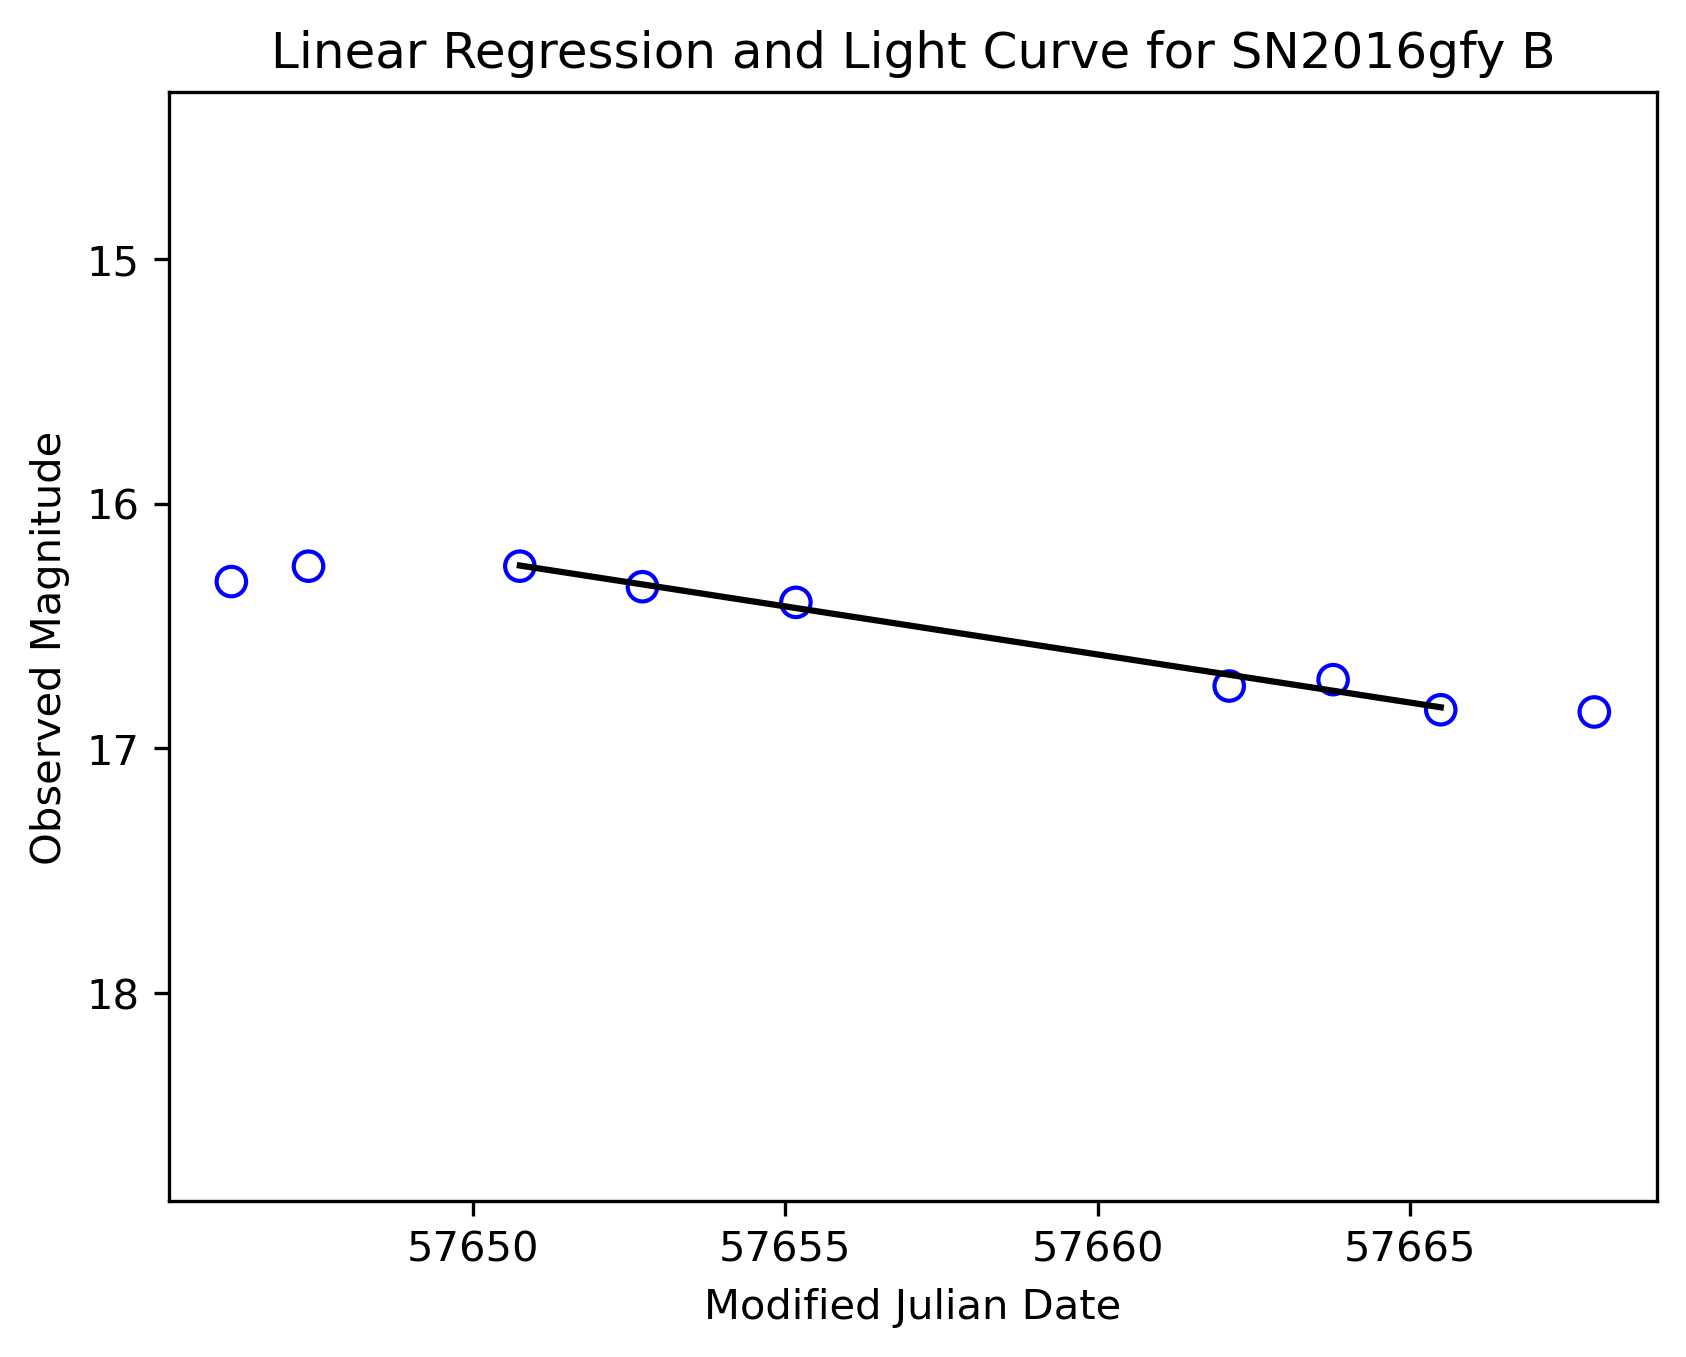 Linear Regression and Light Curve for SN2016gfy B
Observed Magnitude
15
16
17
18
57650 57655 57660 57665
Modified Julian Date